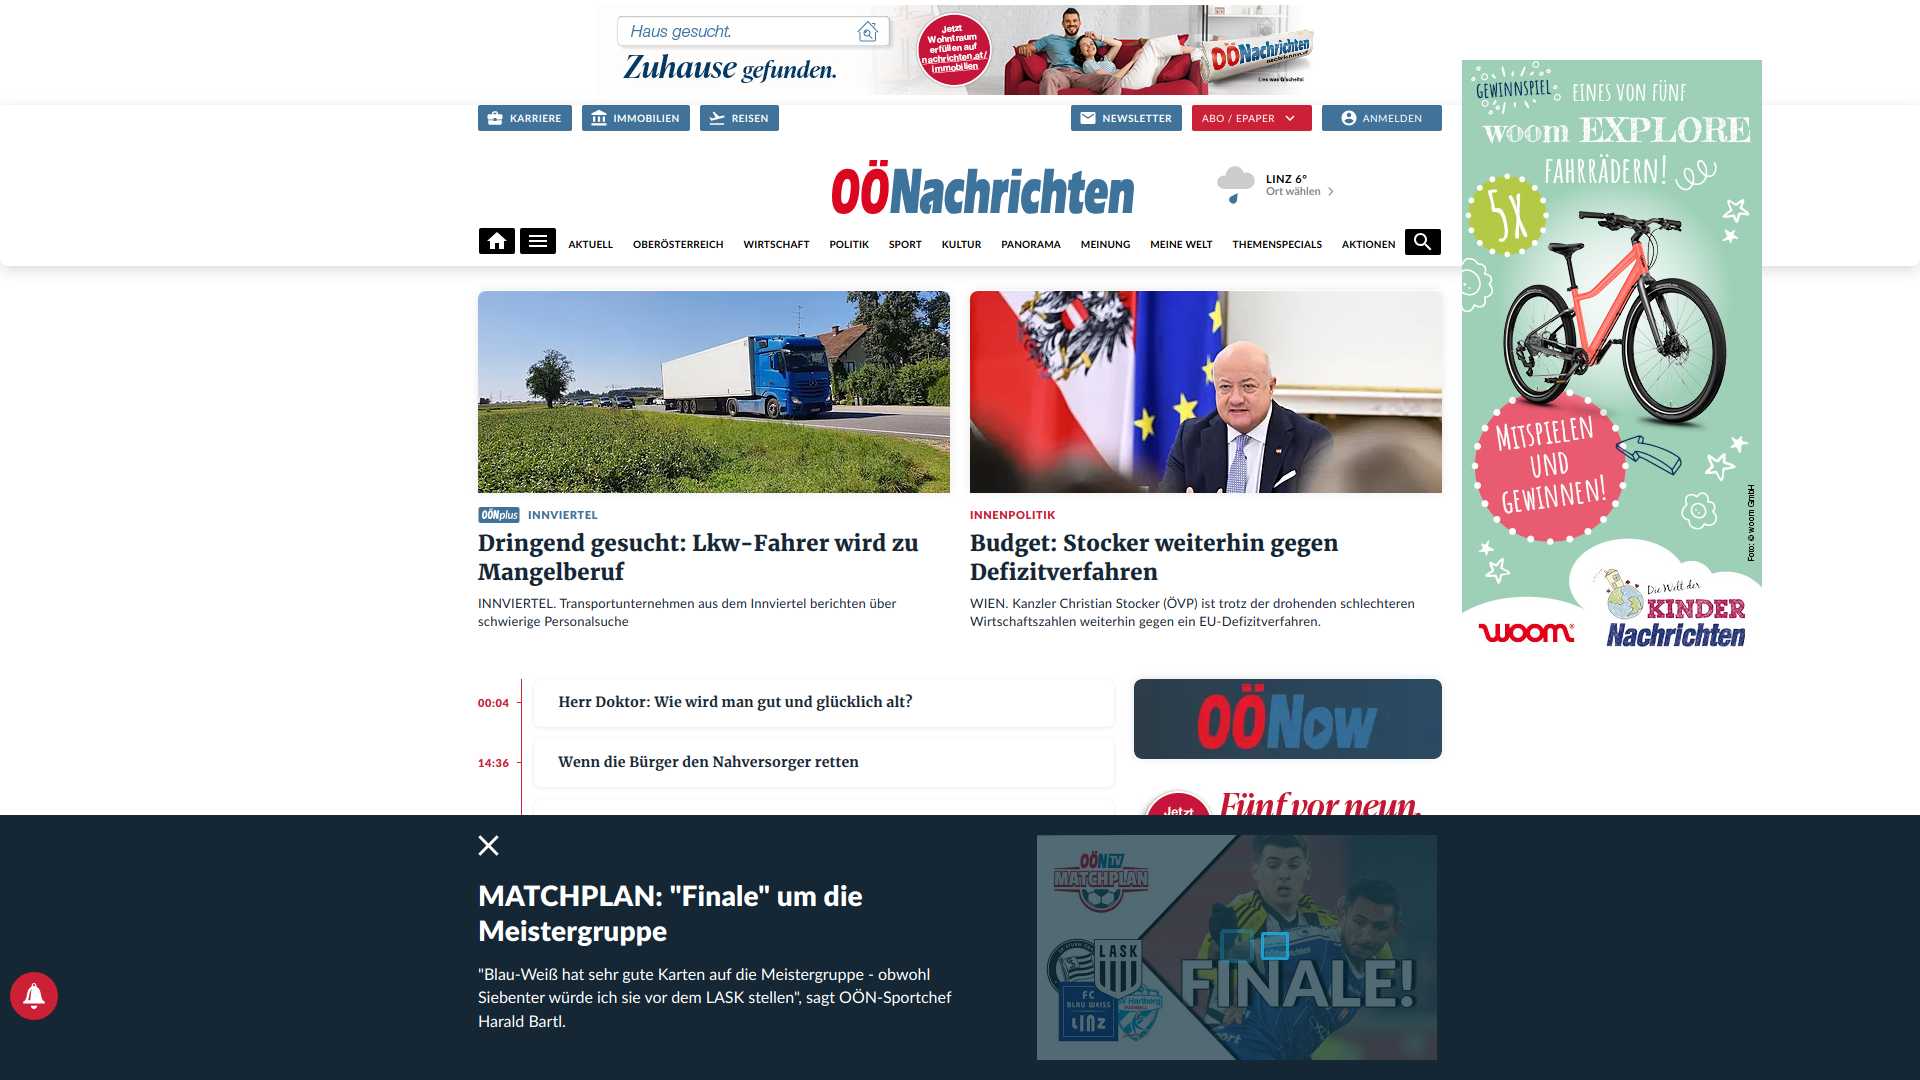 Haus gesucht.
Zuhause gefunden.
Jetzt
Wohntraum
erfüllen auf
nachrichten.at/
immobilien
OÖNachrichten
Lies was G'scheits!
KARRIERE
IMMOBILIEN
REISEN
NEWSLETTER
ABO / EPAPER
ANMELDEN
OÖNachrichten
LINZ 6°
Ort wählen
AKTUELL
OBERÖSTERREICH
WIRTSCHAFT
POLITIK
SPORT
KULTUR
PANORAMA
MEINUNG
MEINE WELT
THEMENSPECIALS
AKTIONEN
GEWINNSPIEL
EINES VON FÜNF
woom EXPLORE
FAHRRÄDERN!
5X
MITSPIELEN
UND
GEWINNEN!
Foto: © woom GmbH
woom
Die Welt der
KINDER
Nachrichten
OÖNplus INNVIERTEL
Dringend gesucht: Lkw-Fahrer wird zu
Mangelberuf
INNVIERTEL. Transportunternehmen aus dem Innviertel berichten über
schwierige Personalsuche
INNENPOLITIK
Budget: Stocker weiterhin gegen
Defizitverfahren
WIEN. Kanzler Christian Stocker (ÖVP) ist trotz der drohenden schlechteren
Wirtschaftszahlen weiterhin gegen ein EU-Defizitverfahren.
00:04 Herr Doktor: Wie wird man gut und glücklich alt?
14:36 Wenn die Bürger den Nahversorger retten
OÖNow
Jetzt
Fünf vor neun.
MATCHPLAN: "Finale" um die
Meistergruppe
"Blau-Weiß hat sehr gute Karten auf die Meistergruppe - obwohl
Siebenter würde ich sie vor dem LASK stellen", sagt OÖN-Sportchef
Harald Bartl.
OÖN TV
MATCHPLAN
LASK
FC
BLAU WEISS
LINZ
Hartberg
FINALE!